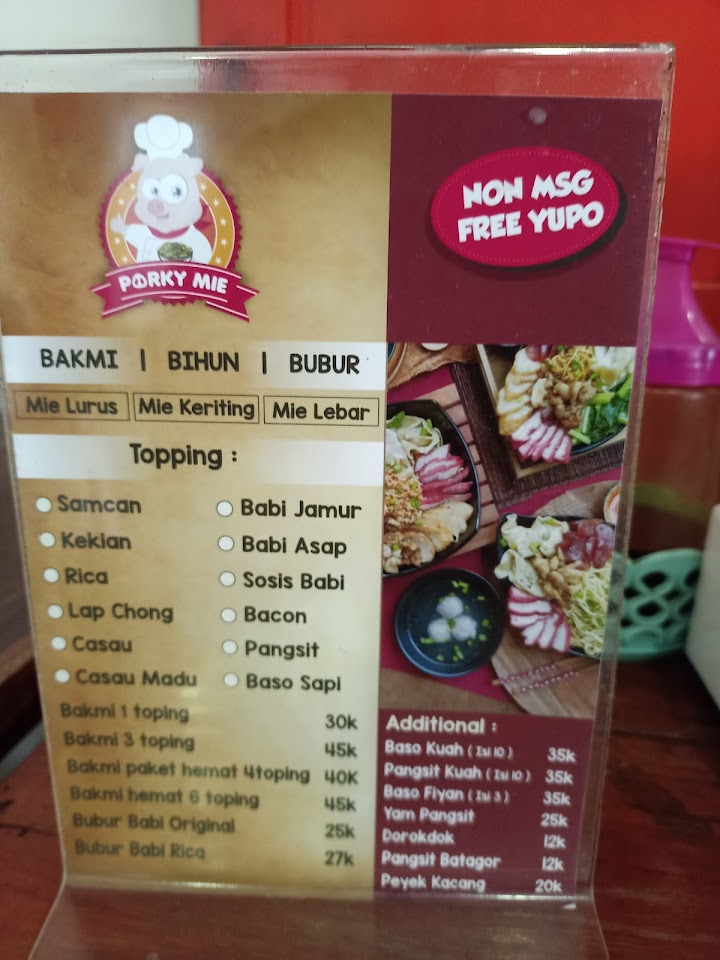 PORKY MIE
NON MSG
FREE YUPO
BAKMI | BIHUN | BUBUR
Mie Lurus Mie Keriting Mie Lebar
Topping :
Samcan
Kekian
Rica
Lap Chong
Casau
Casau Madu
Babi Jamur
Babi Asap
Sosis Babi
Bacon
Pangsit
Baso Sapi
Bakmi 1 toping 30k
Bakmi 3 toping 45k
Bakmi paket hemat 4toping 40K
Bakmi hemat 6 toping 45k
Bubur Babi Original 25k
Bubur Babi Rica 27k
Additional :
Baso Kuah ( Isi 10 ) 35k
Pangsit Kuah ( Isi 10 ) 35k
Baso Fiyan ( Isi 3 ) 35k
Yam Pangsit 25k
Dorokdok 12k
Pangsit Batagor 12k
Peyek Kacang 20k